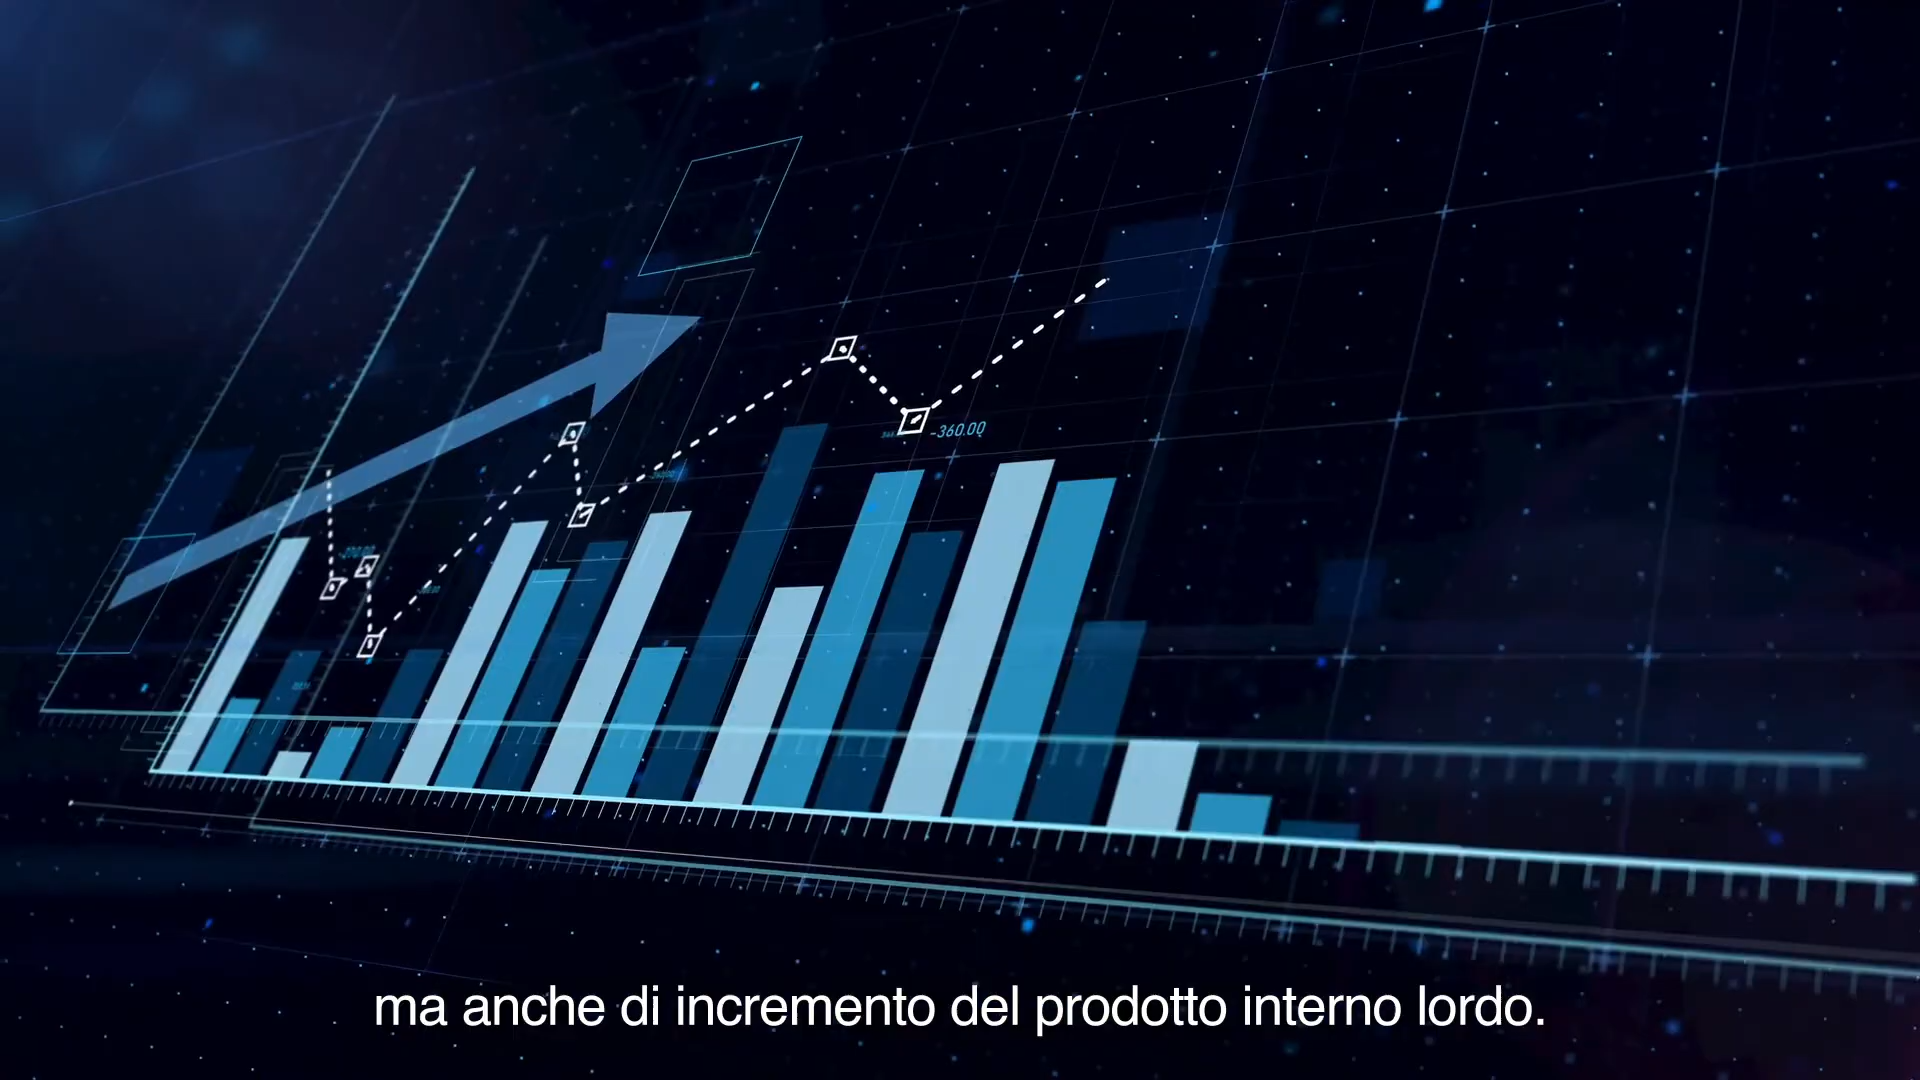 -360.00
ma anche di incremento del prodotto interno lordo.